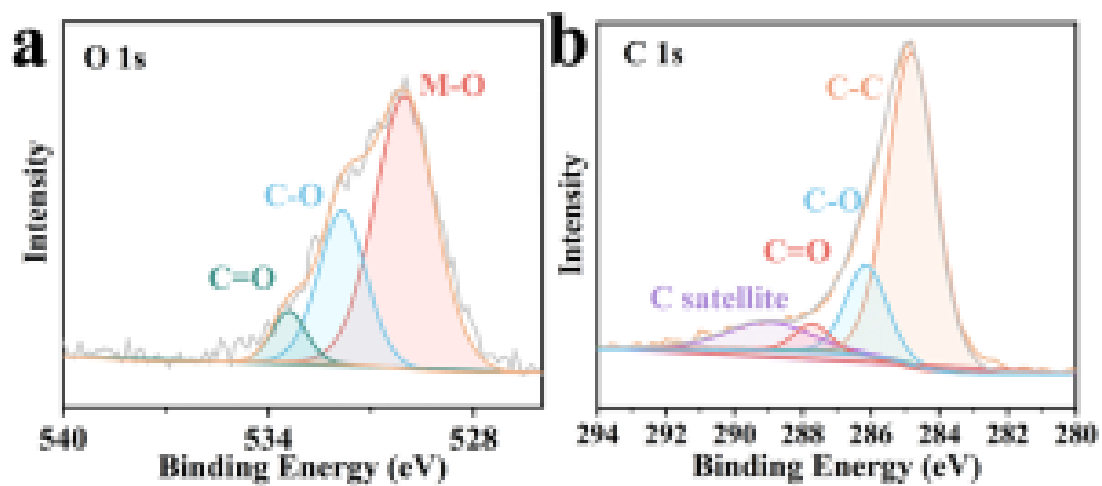 a
O 1s
M-O
C-O
C=O
Intensity
540
534
528
Binding Energy (eV)
b
C 1s
C-C
C-O
C=O
C satellite
Intensity
294
292
290
288
286
284
282
280
Binding Energy (eV)